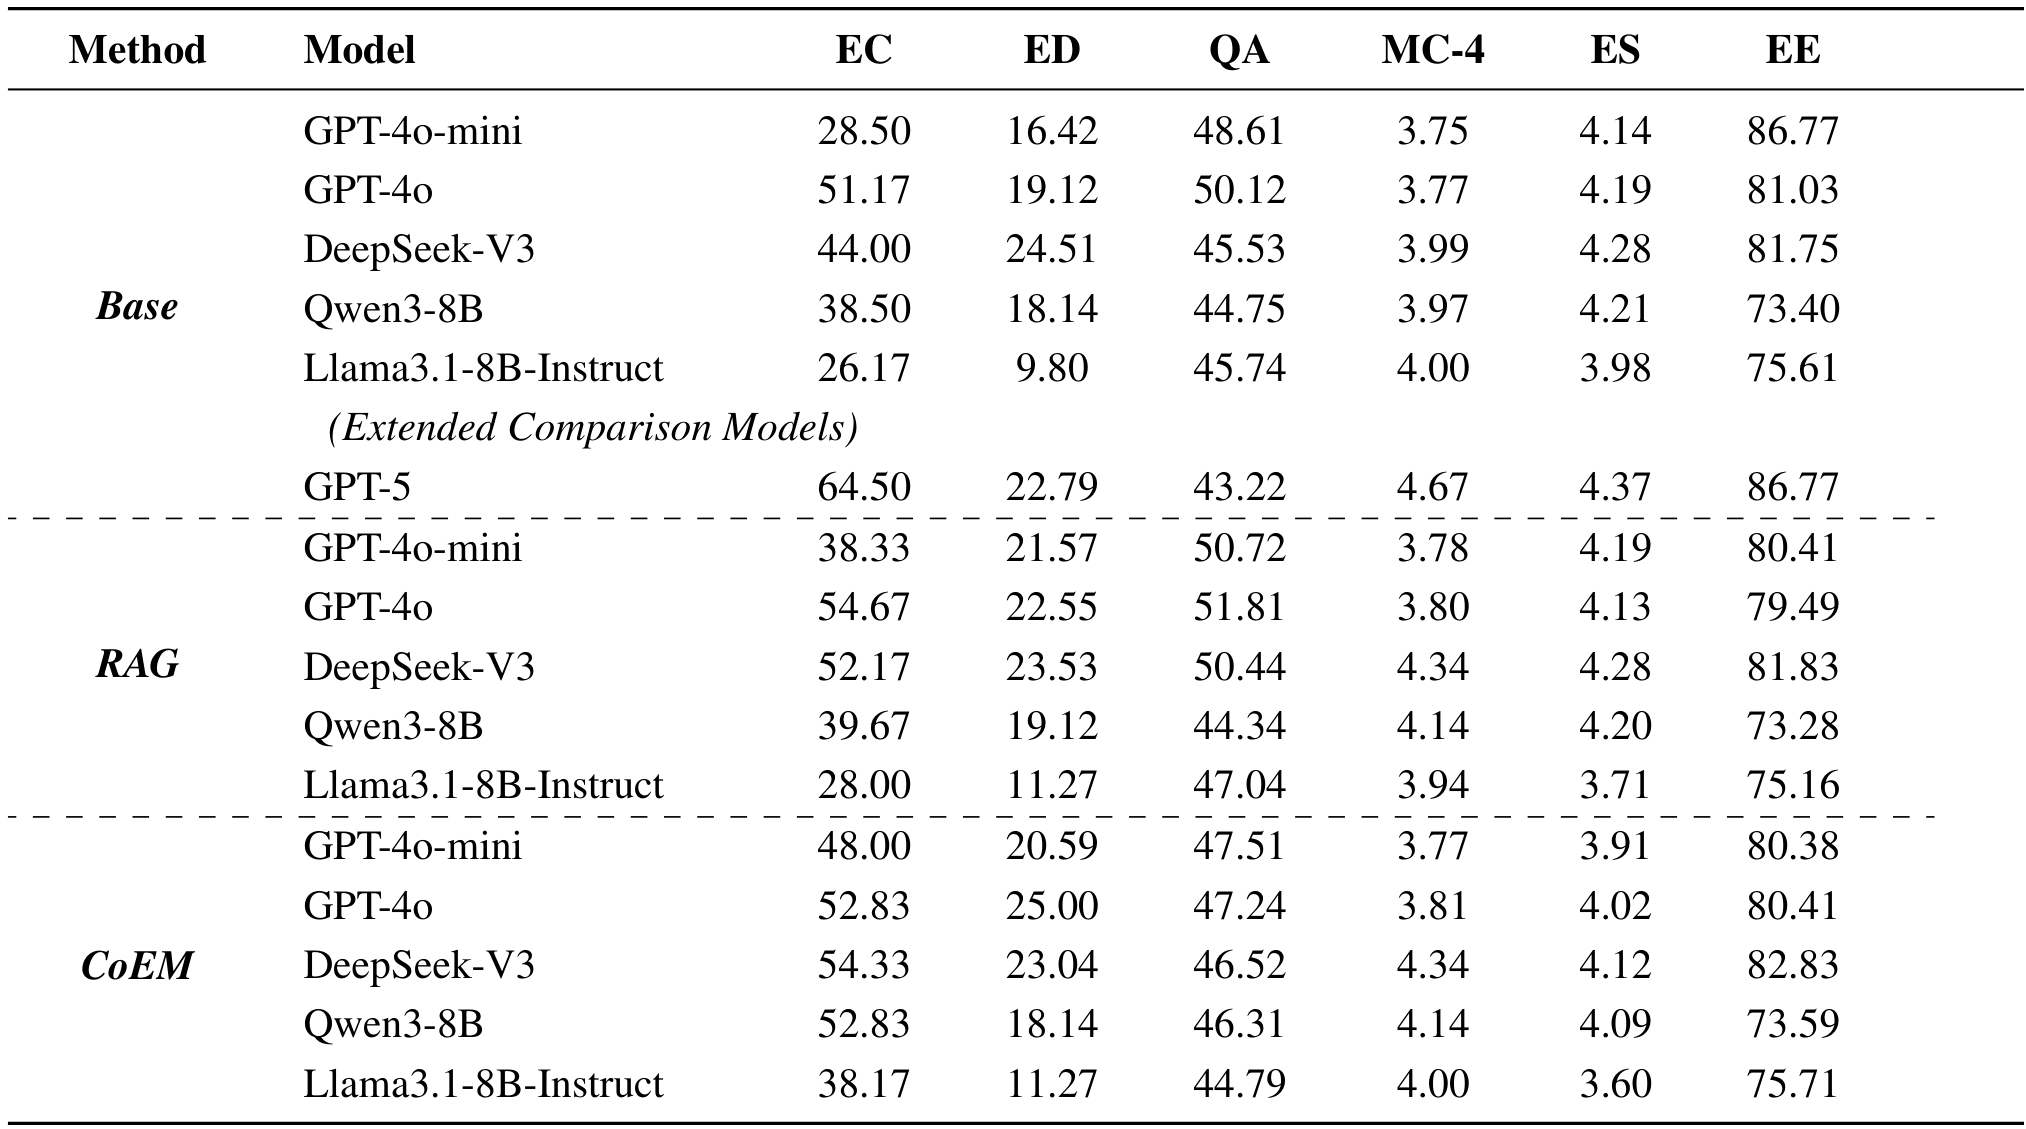 Method Model EC ED QA MC-4 ES EE
GPT-4o-mini 28.50 16.42 48.61 3.75 4.14 86.77
GPT-4o 51.17 19.12 50.12 3.77 4.19 81.03
DeepSeek-V3 44.00 24.51 45.53 3.99 4.28 81.75
Base Qwen3-8B 38.50 18.14 44.75 3.97 4.21 73.40
Llama3.1-8B-Instruct 26.17 9.80 45.74 4.00 3.98 75.61
(Extended Comparison Models)
GPT-5 64.50 22.79 43.22 4.67 4.37 86.77
GPT-4o-mini 38.33 21.57 50.72 3.78 4.19 80.41
GPT-4o 54.67 22.55 51.81 3.80 4.13 79.49
RAG DeepSeek-V3 52.17 23.53 50.44 4.34 4.28 81.83
Qwen3-8B 39.67 19.12 44.34 4.14 4.20 73.28
Llama3.1-8B-Instruct 28.00 11.27 47.04 3.94 3.71 75.16
GPT-4o-mini 48.00 20.59 47.51 3.77 3.91 80.38
GPT-4o 52.83 25.00 47.24 3.81 4.02 80.41
CoEM DeepSeek-V3 54.33 23.04 46.52 4.34 4.12 82.83
Qwen3-8B 52.83 18.14 46.31 4.14 4.09 73.59
Llama3.1-8B-Instruct 38.17 11.27 44.79 4.00 3.60 75.71